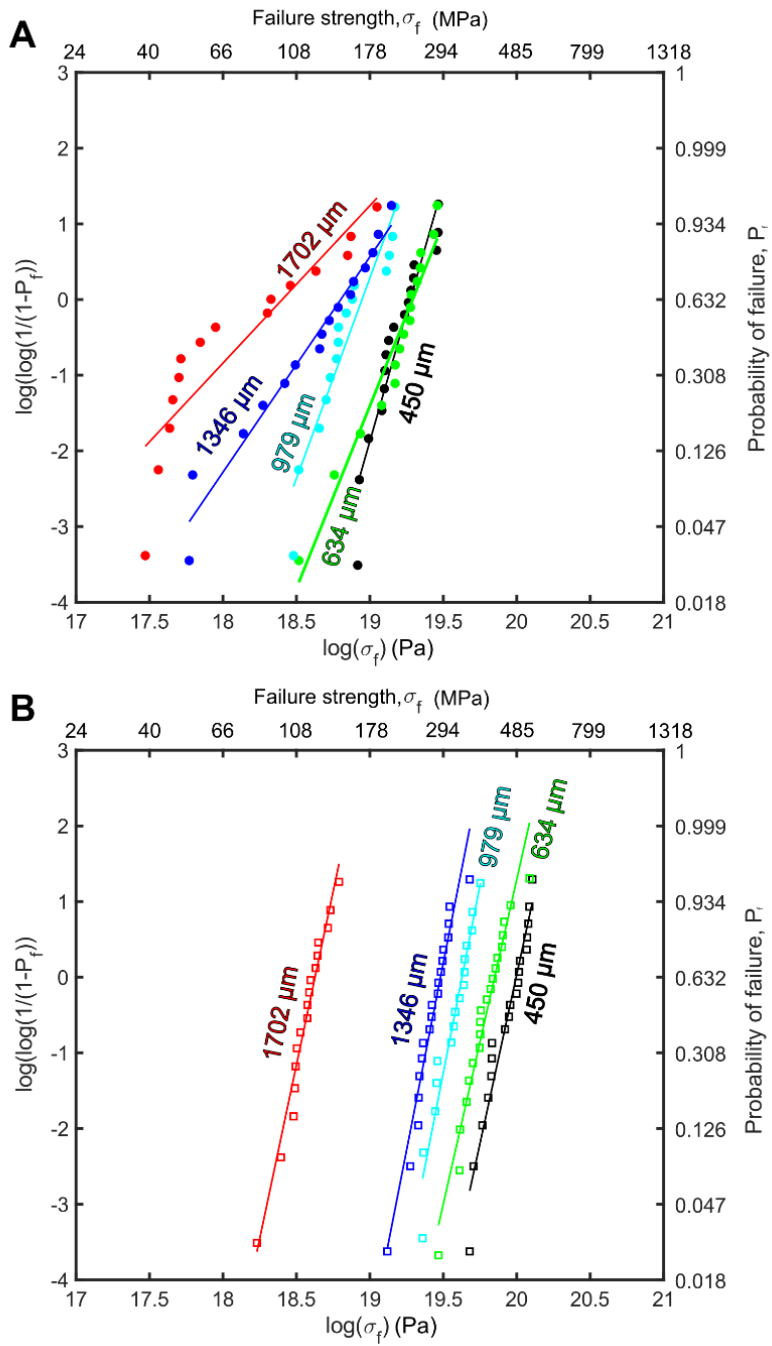 A
Failure strength, σf (MPa)
24 40 66 108 178 294 485 799 1318
3 1
2 0.999
1 0.934
0 0.632
-1 0.308
-2 0.126
-3 0.047
-4 0.018
log(log(1/(1-Pf))
Probability of failure, P
1702 μm
1346 μm
979 μm
634 μm
450 μm
17 17.5 18 18.5 19 19.5 20 20.5 21
log(σf) (Pa)
B
Failure strength, σf (MPa)
24 40 66 108 178 294 485 799 1318
3 1
2 0.999
1 0.934
0 0.632
-1 0.308
-2 0.126
-3 0.047
-4 0.018
log(log(1/(1-Pf))
Probability of failure, P
1702 μm
1346 μm
979 μm
634 μm
450 μm
17 17.5 18 18.5 19 19.5 20 20.5 21
log(σf) (Pa)